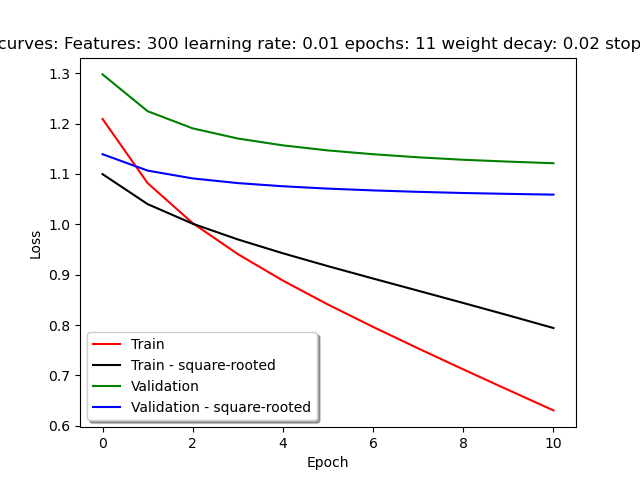 curves: Features: 300 learning rate: 0.01 epochs: 11 weight decay: 0.02 stop
1.3
1.2
1.1
1.0
0.9
0.8
0.7
0.6
Loss
Train
Train - square-rooted
Validation
Validation - square-rooted
0 2 4 6 8 10
Epoch